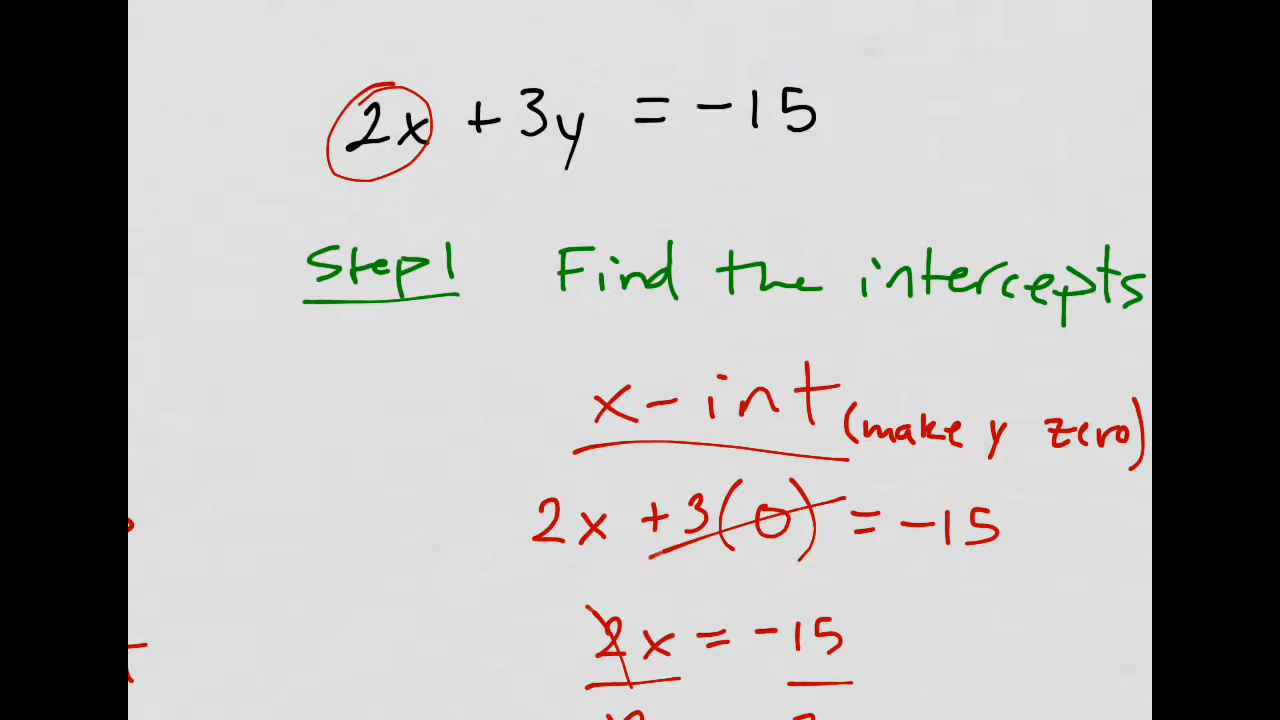 2x + 3y = -15
Step 1 Find the intercepts
x - int (make y zero)
2x + 3(0) = -15
2x = -15